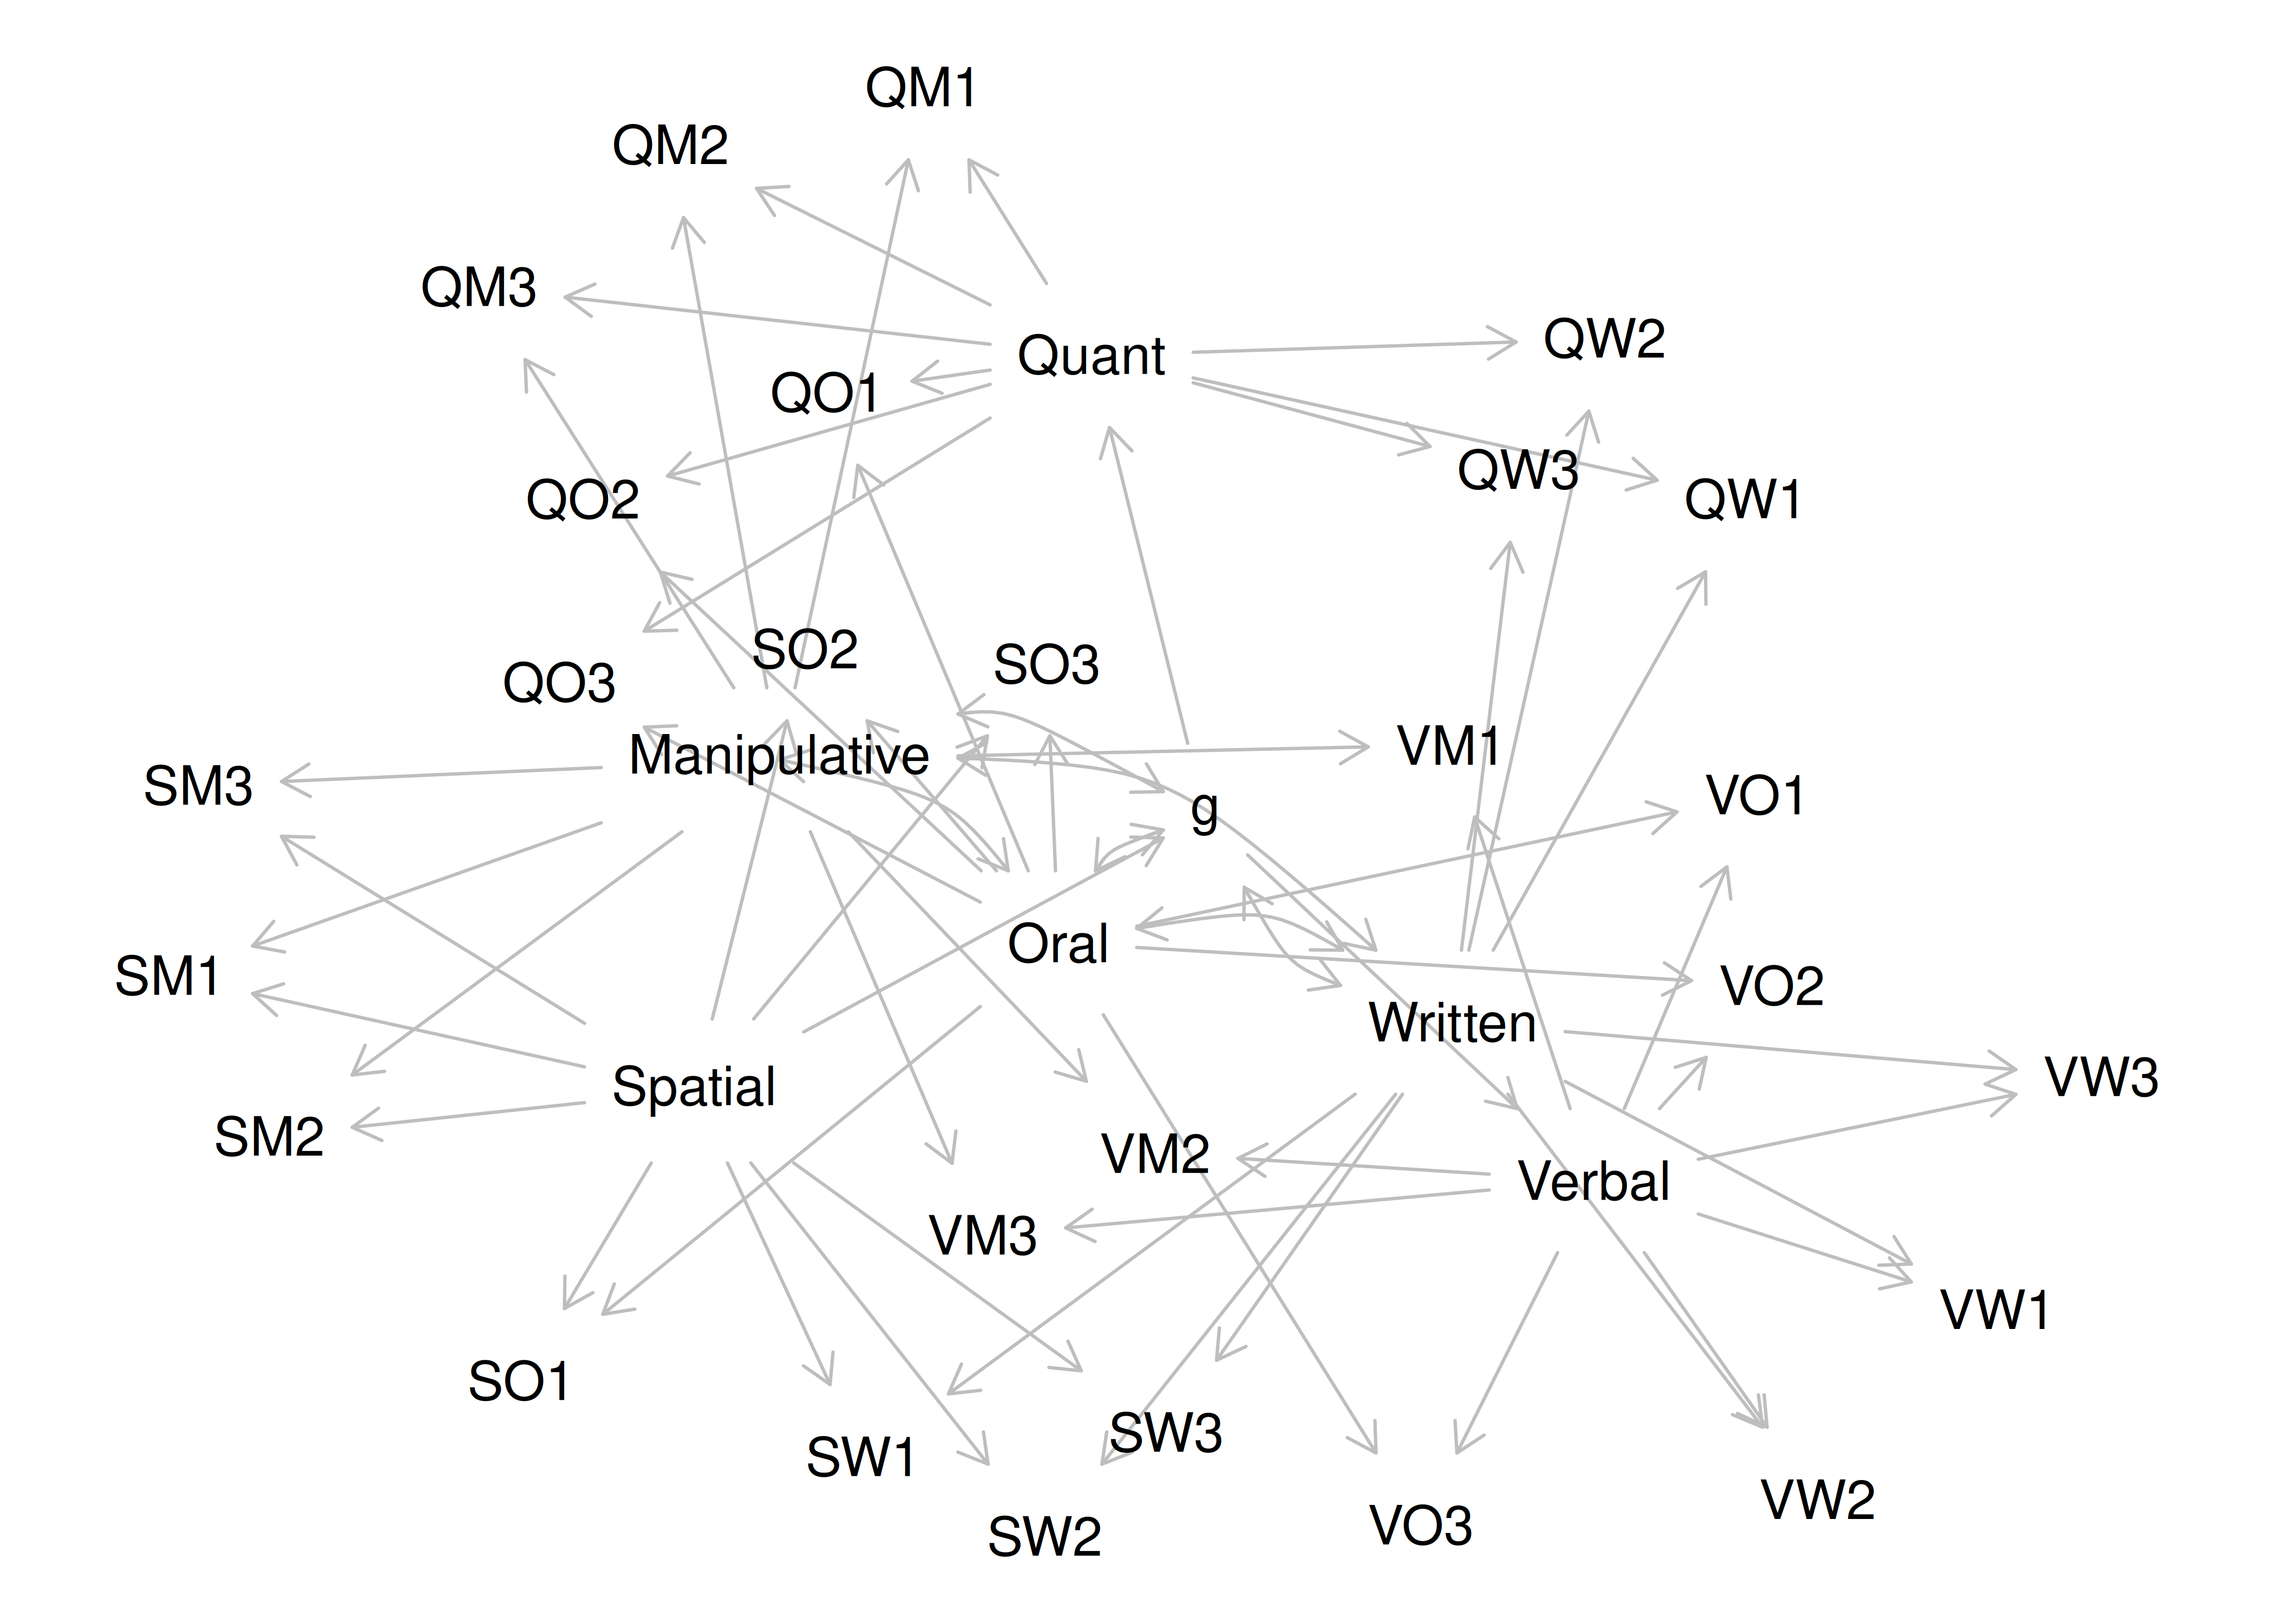 QM1
QM2
QM3
Quant
QW2
QO1
QW3
QO2
QW1
SO2
SO3
QO3
VM1
Manipulative
SM3
VO1
g
Oral
SM1
VO2
Written
VW3
Spatial
SM2
VM2
Verbal
VM3
VW1
SO1
SW3
SW1
VW2
VO3
SW2